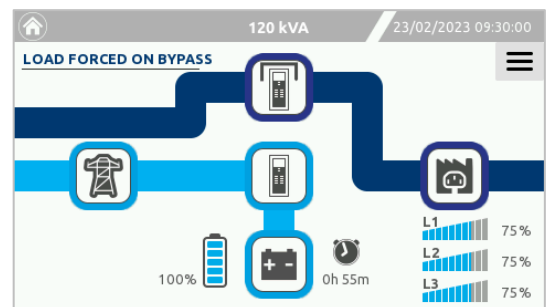 120 kVA
23/02/2023 09:30:00
LOAD FORCED ON BYPASS
L1
75%
L2
75%
L3
75%
100%
0h 55m